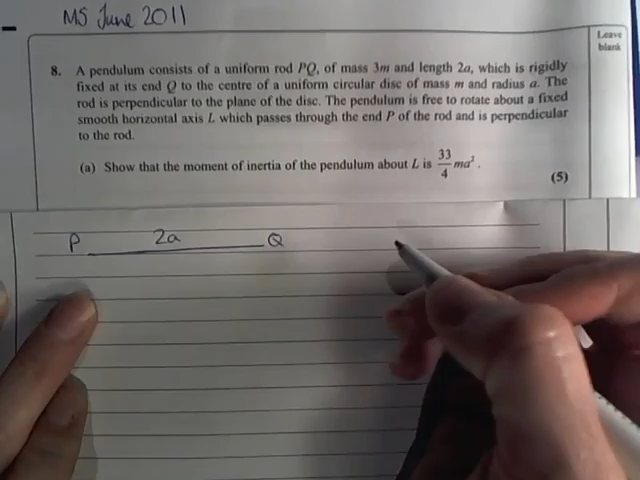 MS June 2011
Leave
blank
8. A pendulum consists of a uniform rod PQ, of mass 3m and length 2a, which is rigidly
fixed at its end Q to the centre of a uniform circular disc of mass m and radius a. The
rod is perpendicular to the plane of the disc. The pendulum is free to rotate about a fixed
smooth horizontal axis L which passes through the end P of the rod and is perpendicular
to the rod.
(a) Show that the moment of inertia of the pendulum about L is 33/4 ma².
(5)
P 2a Q